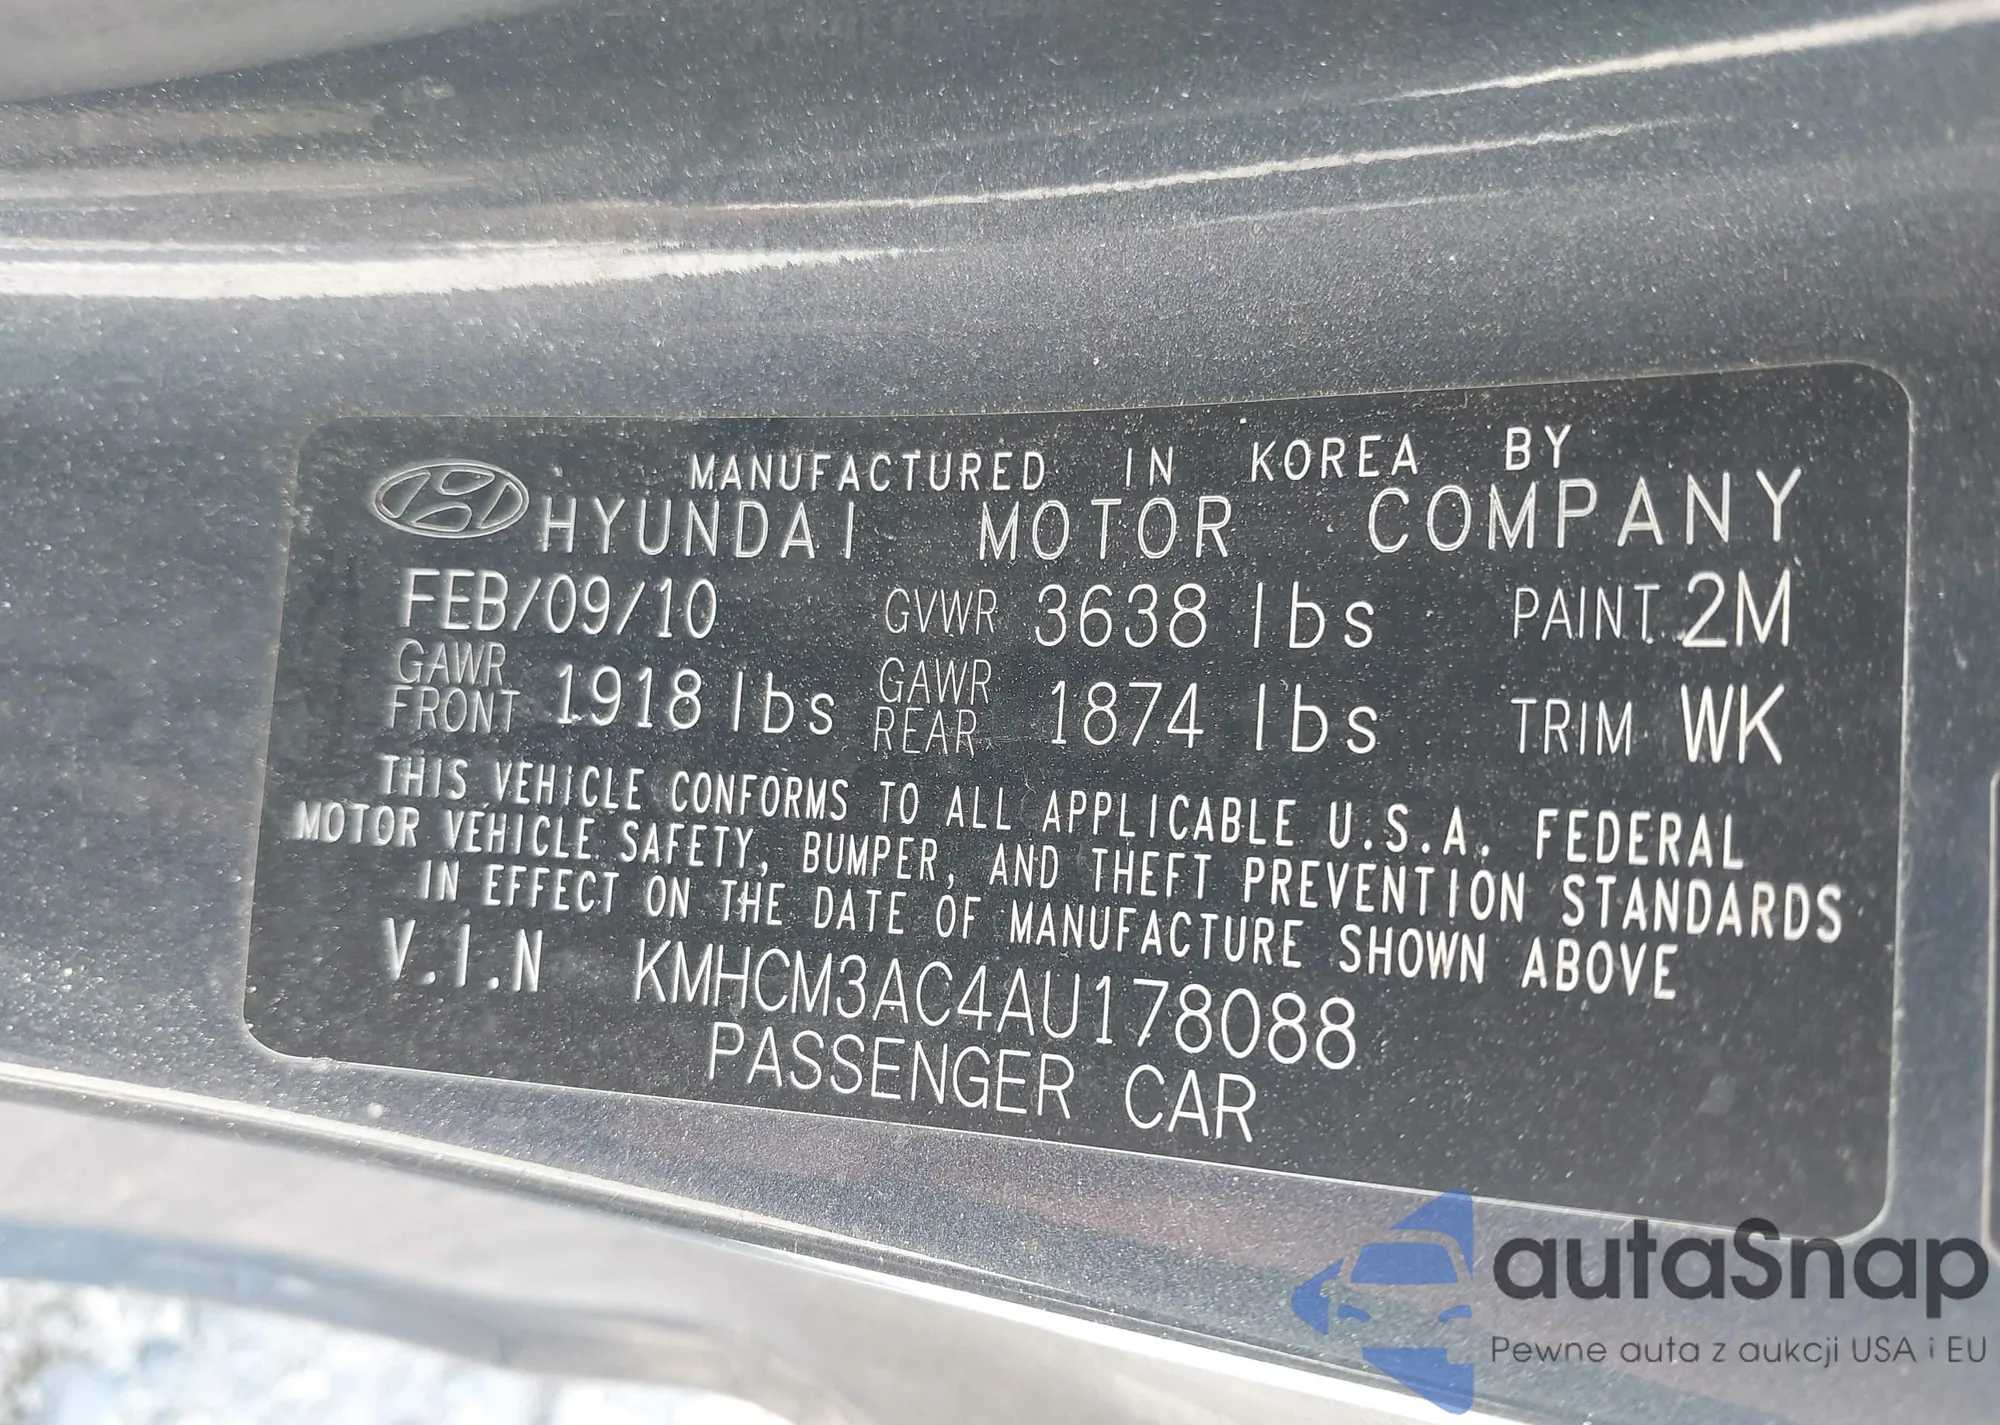 MANUFACTURED IN KOREA BY
HYUNDAI MOTOR COMPANY
FEB/09/10 GVWR 3638 lbs PAINT 2M
GAWR FRONT 1918 lbs GAWR REAR 1874 lbs TRIM WK
THIS VEHICLE CONFORMS TO ALL APPLICABLE U.S.A. FEDERAL
MOTOR VEHICLE SAFETY, BUMPER, AND THEFT PREVENTION STANDARDS
IN EFFECT ON THE DATE OF MANUFACTURE SHOWN ABOVE
V.I.N KMHCM3AC4AU178088
PASSENGER CAR
autaSnap
Pewne auta z aukcji USA i EU